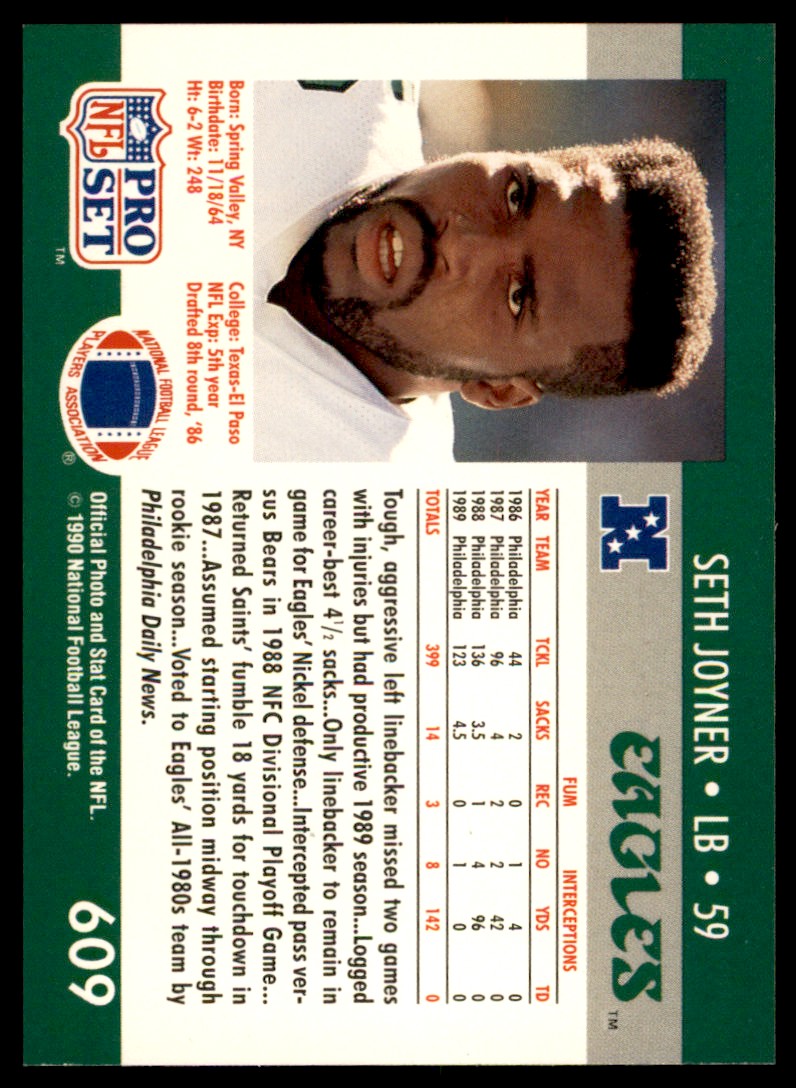 SETH JOYNER • LB • 59
EAGLES TM
N
Born: Spring Valley, NY
Birthdate: 11/18/64
Ht: 6-2 Wt: 248
College: Texas-El Paso
NFL Exp: 5th year
Drafted 8th round, '86
FUM INTERCEPTIONS
YEAR TEAM TCKL SACKS REC NO YDS TD
1986 Philadelphia 44 2 0 1 4 0
1987 Philadelphia 96 4 2 2 42 0
1988 Philadelphia 136 3.5 1 4 96 0
1989 Philadelphia 123 4.5 0 1 0 0
TOTALS 399 14 3 8 142 0
Tough, aggressive left linebacker missed two games
with injuries but had productive 1989 season...Logged
career-best 4½ sacks...Only linebacker to remain in
game for Eagles' Nickel defense...Intercepted pass ver-
sus Bears in 1988 NFC Divisional Playoff Game...
Returned Saints' fumble 18 yards for touchdown in
1987...Assumed starting position midway through
rookie season...Voted to Eagles' All-1980s team by
Philadelphia Daily News.
NFL PRO SET TM
NATIONAL FOOTBALL LEAGUE
PLAYERS ASSOCIATION ®
Official Photo and Stat Card of the NFL.
© 1990 National Football League.
609